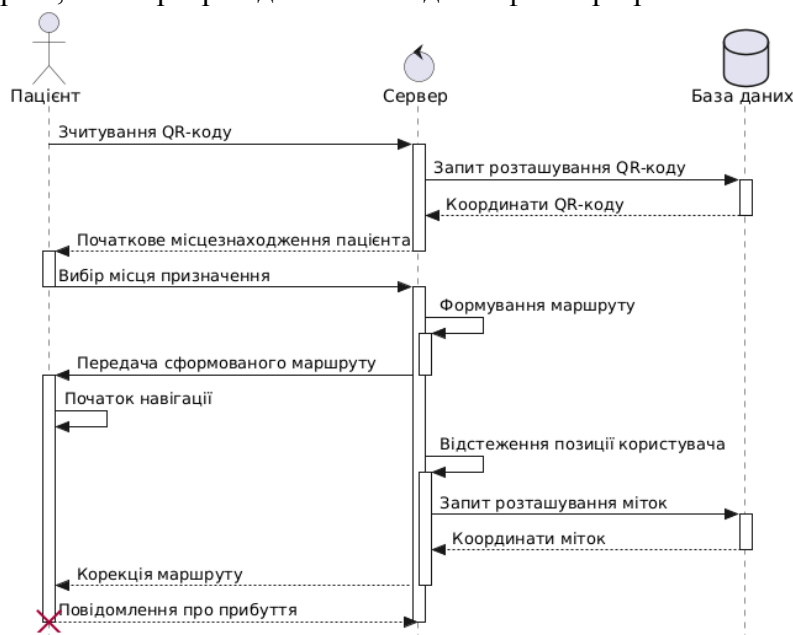 Пацієнт
Сервер
База даних
Зчитування QR-коду
Запит розташування QR-коду
Координати QR-коду
Початкове місцезнаходження пацієнта
Вибір місця призначення
Формування маршруту
Передача сформованого маршруту
Початок навігації
Відстеження позиції користувача
Запит розташування міток
Координати міток
Корекція маршруту
Повідомлення про прибуття